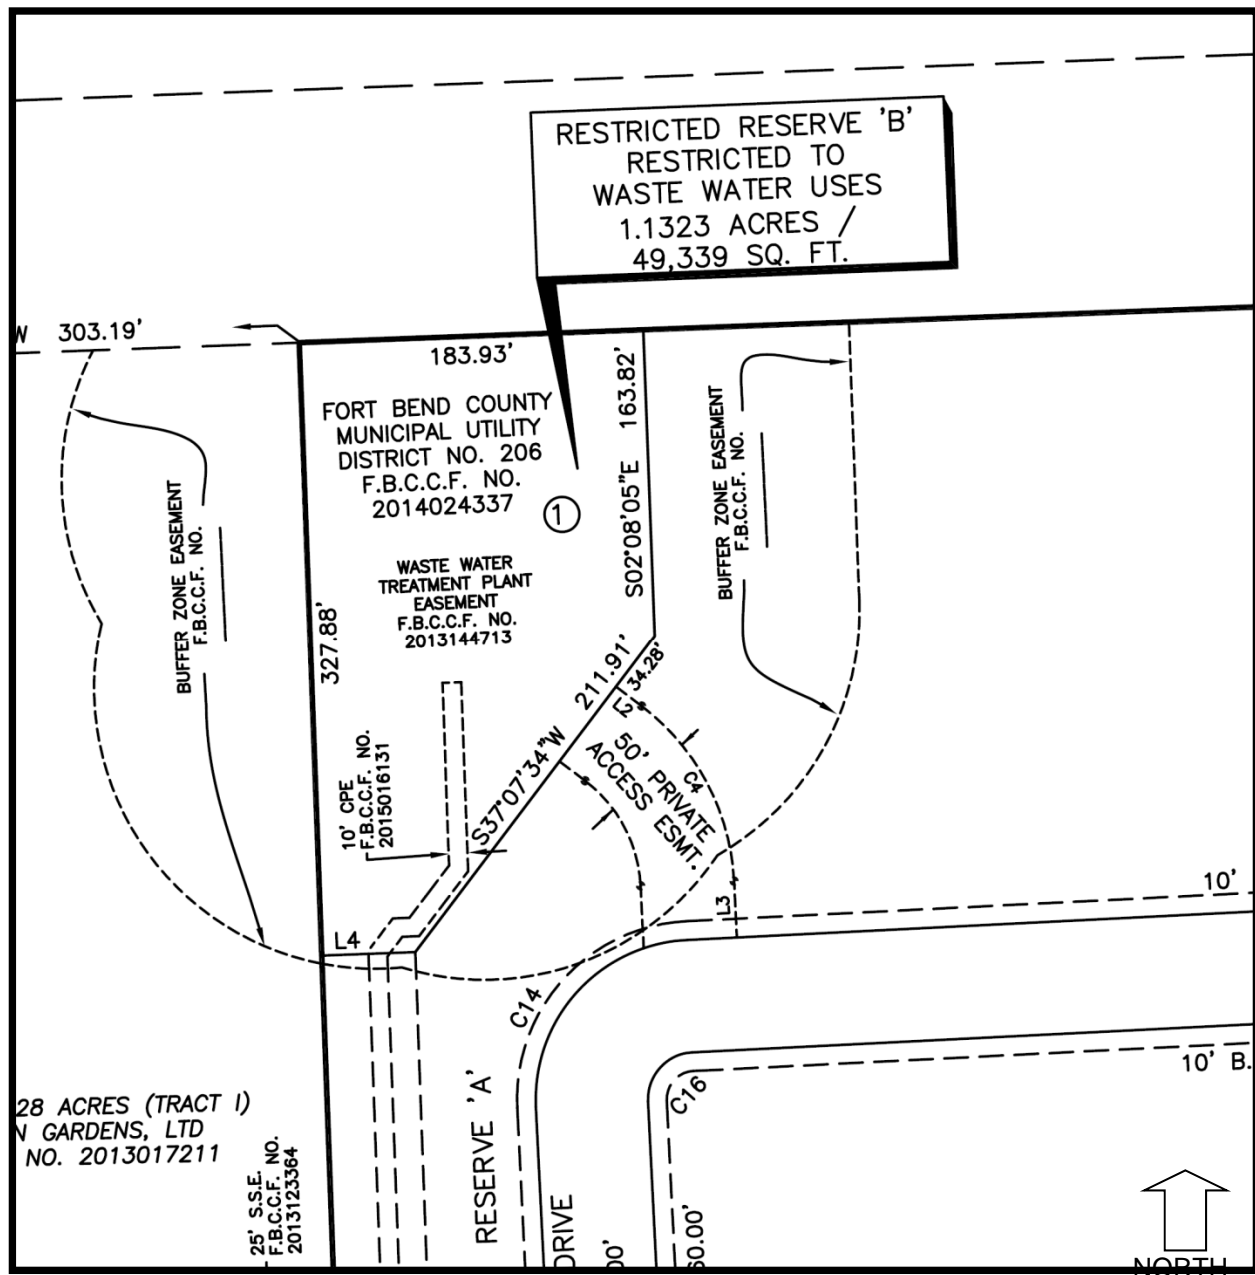 RESTRICTED RESERVE 'B'
RESTRICTED TO
WASTE WATER USES
1.1323 ACRES /
49,339 SQ. FT.
W 303.19'
183.93'
FORT BEND COUNTY
MUNICIPAL UTILITY
DISTRICT NO. 206
F.B.C.C.F. NO.
2014024337
1
WASTE WATER
TREATMENT PLANT
EASEMENT
F.B.C.C.F. NO.
2013144713
S02°08'05"E 163.82'
BUFFER ZONE EASEMENT
F.B.C.C.F. NO.
BUFFER ZONE EASEMENT
F.B.C.C.F. NO.
327.88'
S37°07'34"W 211.91'
34.28'
L2
50' PRIVATE
ACCESS ESMT.
C4
10' CPE
F.B.C.C.F. NO.
2015016131
L3
10'
L4
C14
C16
10' B.
28 ACRES (TRACT I)
N GARDENS, LTD
NO. 2013017211
25' S.S.E.
F.B.C.C.F. NO.
2013123364
RESERVE 'A'
DRIVE
00'
60.00'
NORTH